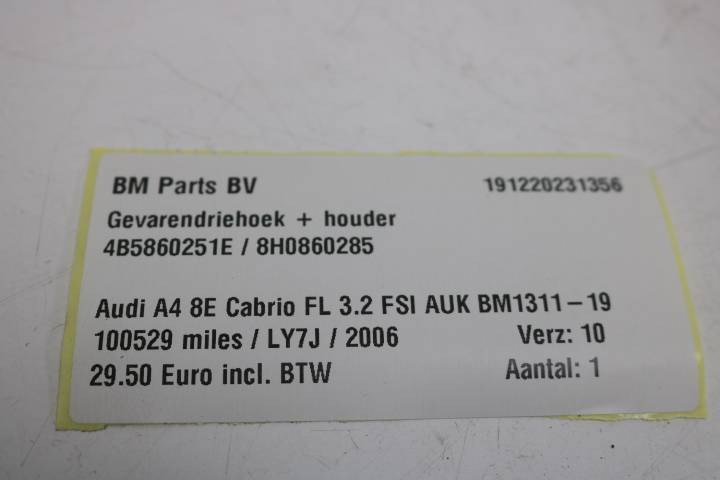 BM Parts BV 191220231356
Gevarendriehoek + houder
4B5860251E / 8H0860285
Audi A4 8E Cabrio FL 3.2 FSI AUK BM1311-19
100529 miles / LY7J / 2006 Verz: 10
29.50 Euro incl. BTW Aantal: 1